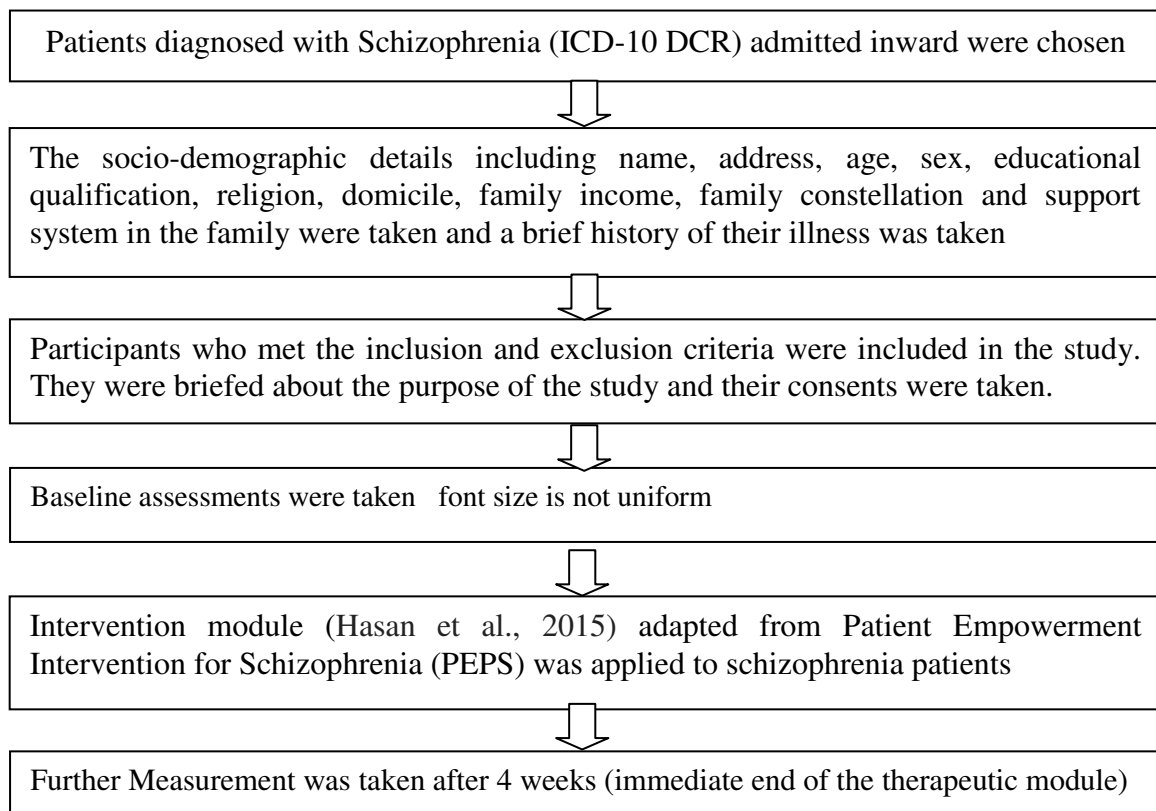 Patients diagnosed with Schizophrenia (ICD-10 DCR) admitted inward were chosen
The socio-demographic details including name, address, age, sex, educational
qualification, religion, domicile, family income, family constellation and support
system in the family were taken and a brief history of their illness was taken
Participants who met the inclusion and exclusion criteria were included in the study.
They were briefed about the purpose of the study and their consents were taken.
Baseline assessments were taken font size is not uniform
Intervention module (Hasan et al., 2015) adapted from Patient Empowerment
Intervention for Schizophrenia (PEPS) was applied to schizophrenia patients
Further Measurement was taken after 4 weeks (immediate end of the therapeutic module)